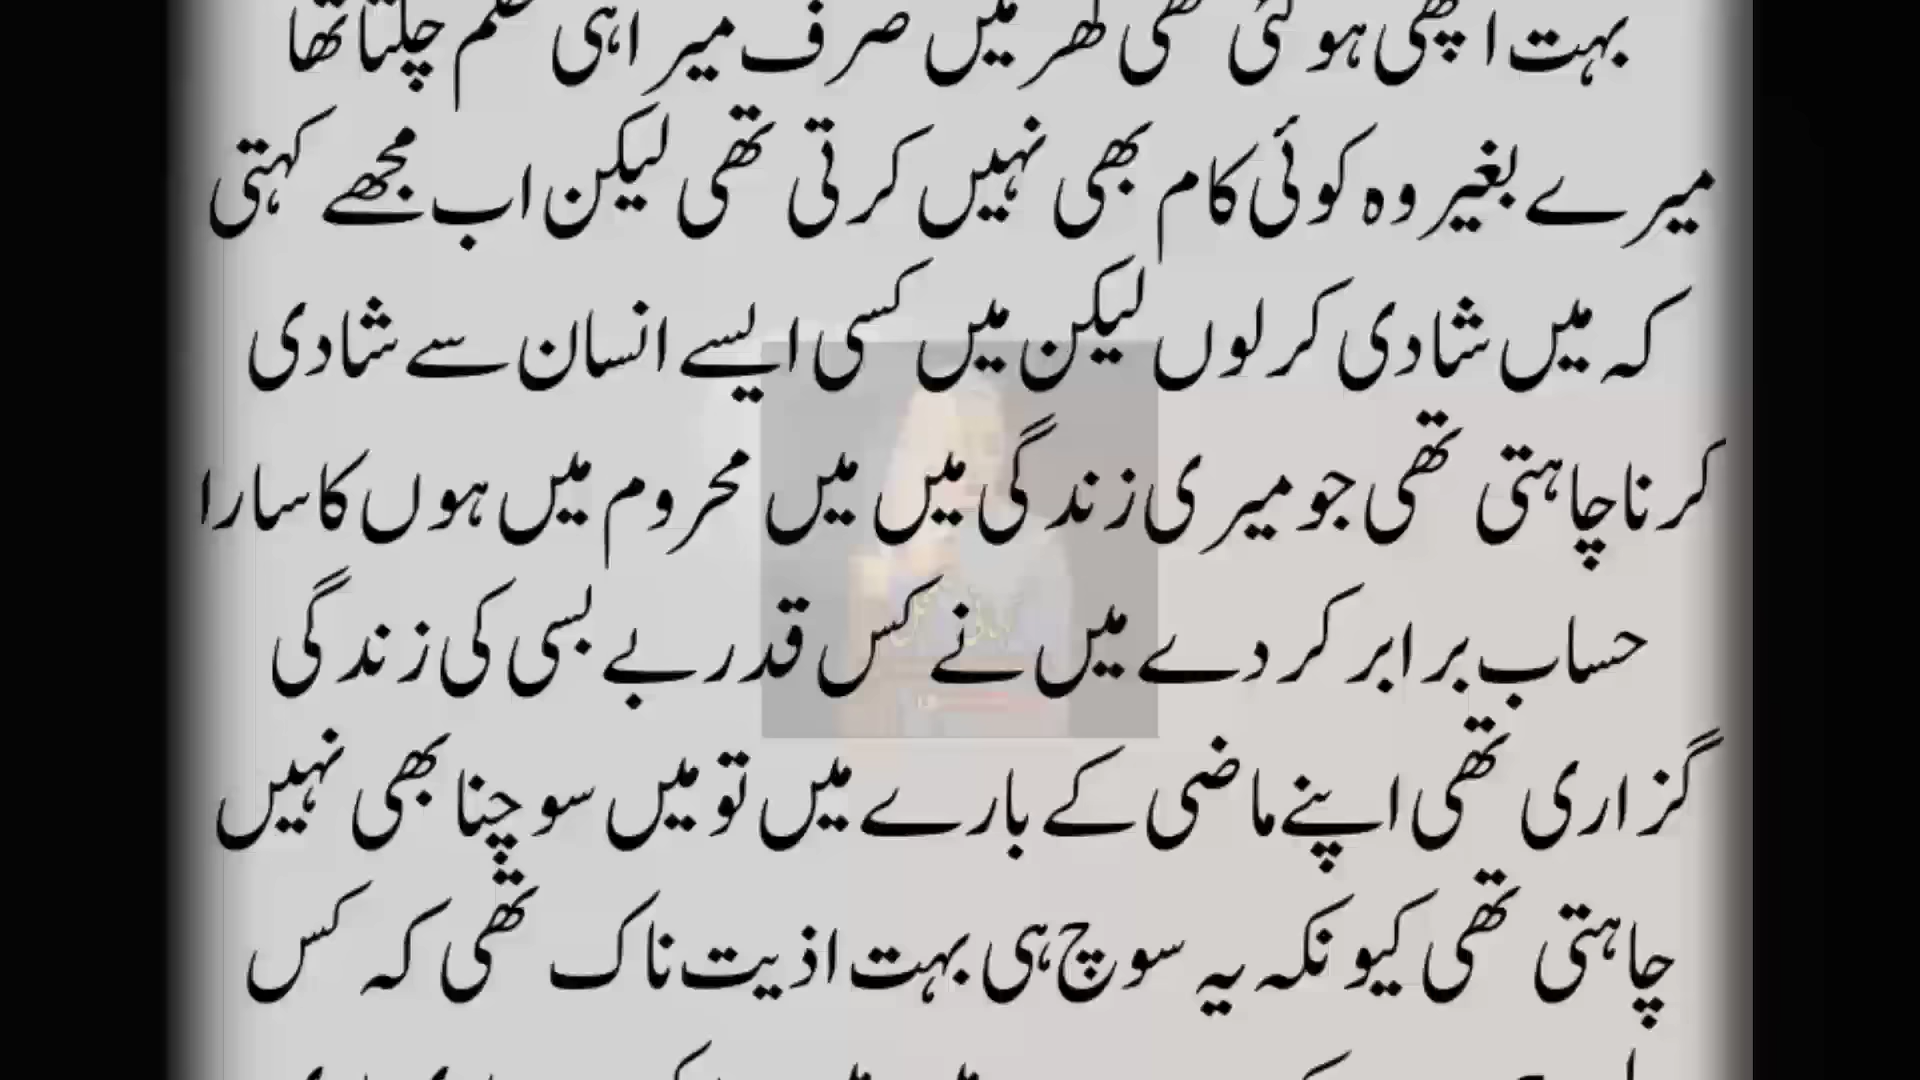 بہت اچھی ہو گئی تھی گھر میں صرف میرا ہی حکم چلتا تھا
میرے بغیر وہ کوئی کام بھی نہیں کرتی تھی لیکن اب مجھے کہتی
کہ میں شادی کرلوں لیکن میں کسی ایسے انسان سے شادی
کرنا چاہتی تھی جو میری زندگی میں میں محروم میں ہوں کا سارا
حساب برابر کر دے میں نے کس قدر بے بسی کی زندگی
گزاری تھی اپنے ماضی کے بارے میں تو میں سوچنا بھی نہیں
چاہتی تھی کیونکہ یہ سوچ ہی بہت اذیت ناک تھی کہ کس